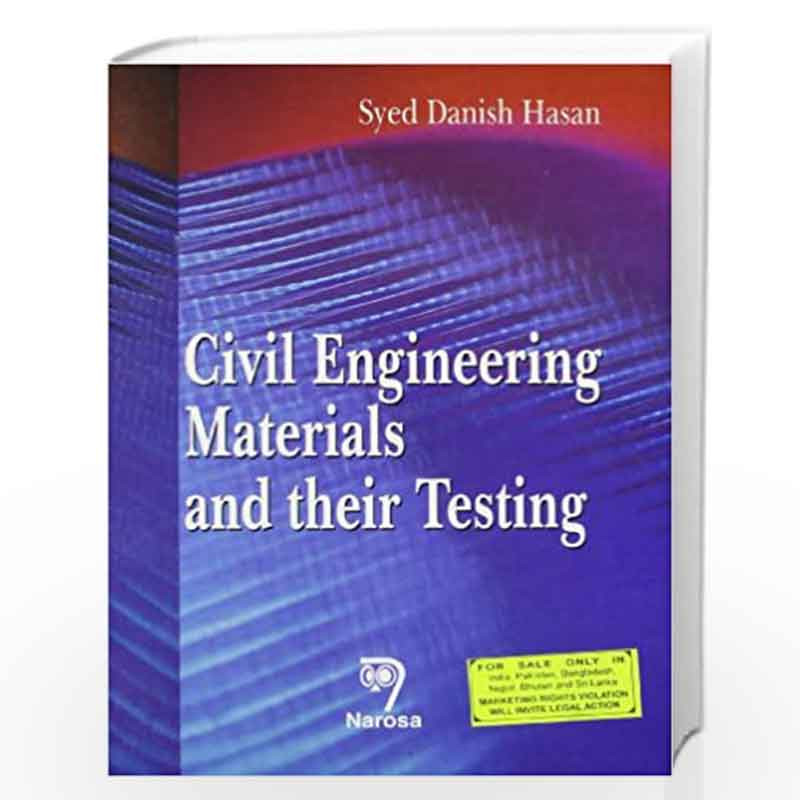 Syed Danish Hasan
Civil Engineering
Materials
and their Testing
Narosa
FOR SALE ONLY IN
India, Pakistan, Bangladesh,
Nepal, Bhutan and Sri Lanka
MARKETING RIGHTS VIOLATION
WILL INVITE LEGAL ACTION